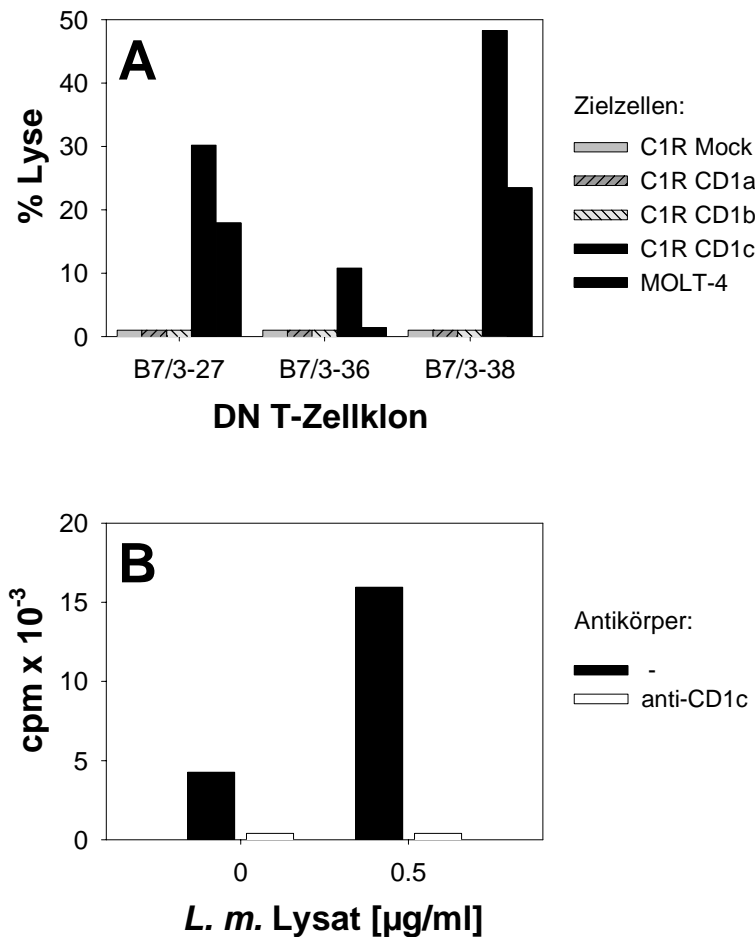 A
50
40
30
20
10
0
% Lyse
B7/3-27 B7/3-36 B7/3-38
DN T-Zellklon
Zielzellen:
C1R Mock
C1R CD1a
C1R CD1b
C1R CD1c
MOLT-4
B
20
15
10
5
0
cpm x 10⁻³
0 0.5
L. m. Lysat [µg/ml]
Antikörper:
-
anti-CD1c